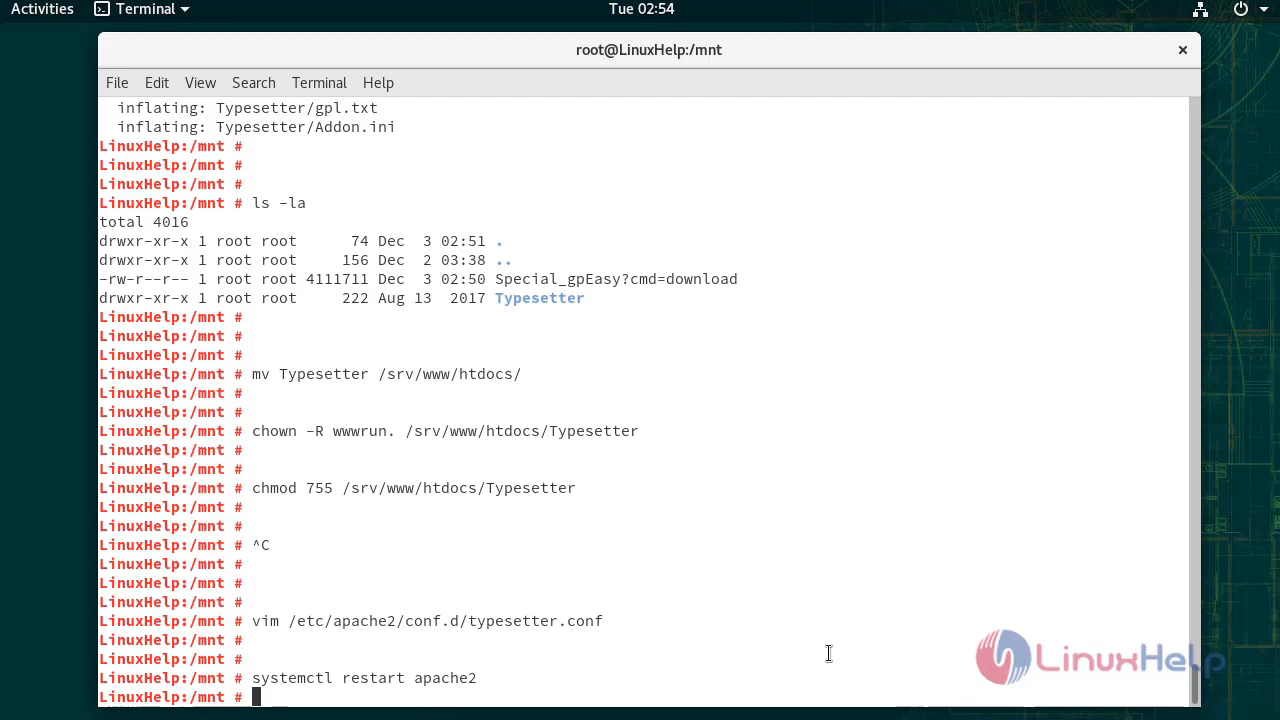 Activities Terminal Tue 02:54
root@LinuxHelp:/mnt ×
File Edit View Search Terminal Help
  inflating: Typesetter/gpl.txt
  inflating: Typesetter/Addon.ini
LinuxHelp:/mnt #
LinuxHelp:/mnt #
LinuxHelp:/mnt #
LinuxHelp:/mnt # ls -la
total 4016
drwxr-xr-x 1 root root      74 Dec  3 02:51 .
drwxr-xr-x 1 root root     156 Dec  2 03:38 ..
-rw-r--r-- 1 root root 4111711 Dec  3 02:50 Special_gpEasy?cmd=download
drwxr-xr-x 1 root root     222 Aug 13  2017 Typesetter
LinuxHelp:/mnt #
LinuxHelp:/mnt #
LinuxHelp:/mnt #
LinuxHelp:/mnt # mv Typesetter /srv/www/htdocs/
LinuxHelp:/mnt #
LinuxHelp:/mnt #
LinuxHelp:/mnt # chown -R wwwrun. /srv/www/htdocs/Typesetter
LinuxHelp:/mnt #
LinuxHelp:/mnt #
LinuxHelp:/mnt # chmod 755 /srv/www/htdocs/Typesetter
LinuxHelp:/mnt #
LinuxHelp:/mnt #
LinuxHelp:/mnt # ^C
LinuxHelp:/mnt #
LinuxHelp:/mnt #
LinuxHelp:/mnt #
LinuxHelp:/mnt # vim /etc/apache2/conf.d/typesetter.conf
LinuxHelp:/mnt #
LinuxHelp:/mnt #
LinuxHelp:/mnt # systemctl restart apache2
LinuxHelp:/mnt #
LinuxHelp